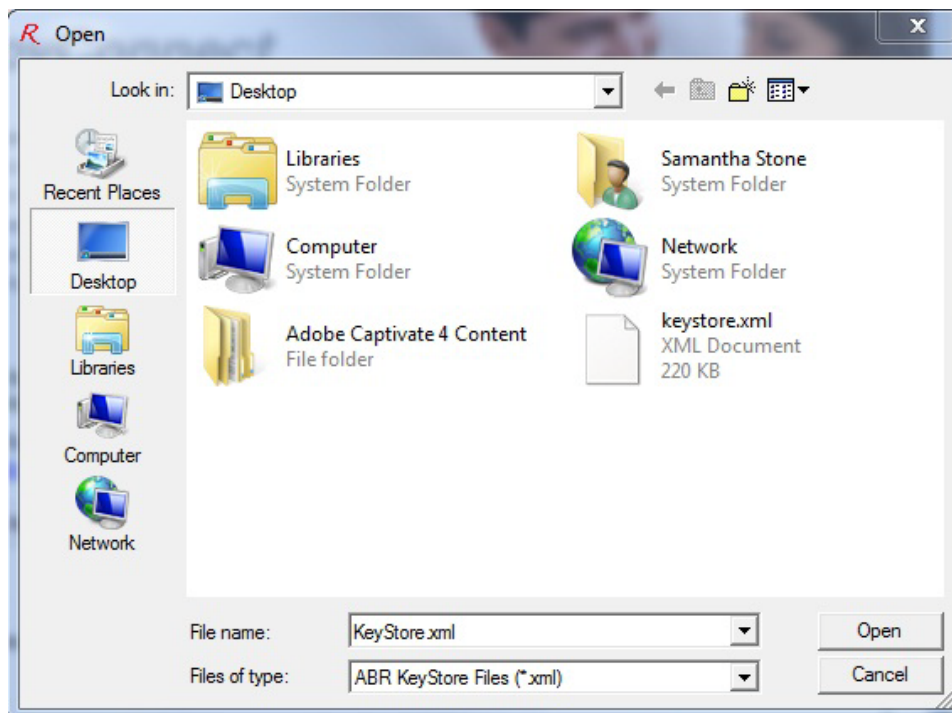 R Open
Look in:
Desktop
Recent Places
Desktop
Libraries
Computer
Network
Libraries
System Folder
Samantha Stone
System Folder
Computer
System Folder
Network
System Folder
Adobe Captivate 4 Content
File folder
keystore.xml
XML Document
220 KB
File name:
KeyStore.xml
Open
Files of type:
ABR KeyStore Files (*.xml)
Cancel